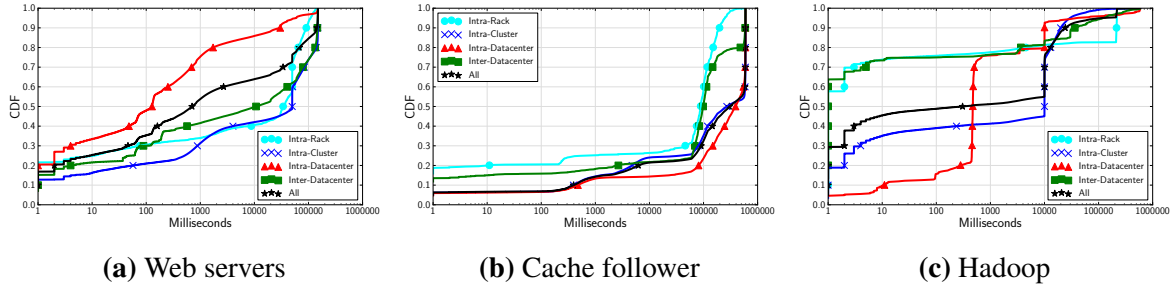 1.0
0.9
0.8
0.7
0.6
0.5
0.4
0.3
0.2
0.1
0.0
CDF
1 10 100 1000 10000 100000 1000000
Milliseconds
Intra-Rack
Intra-Cluster
Intra-Datacenter
Inter-Datacenter
All
(a) Web servers
1.0
0.9
0.8
0.7
0.6
0.5
0.4
0.3
0.2
0.1
0.0
CDF
1 10 100 1000 10000 100000 1000000
Milliseconds
Intra-Rack
Intra-Cluster
Intra-Datacenter
Inter-Datacenter
All
(b) Cache follower
1.0
0.9
0.8
0.7
0.6
0.5
0.4
0.3
0.2
0.1
0.0
CDF
1 10 100 1000 10000 100000 1000000
Milliseconds
Intra-Rack
Intra-Cluster
Intra-Datacenter
Inter-Datacenter
All
(c) Hadoop